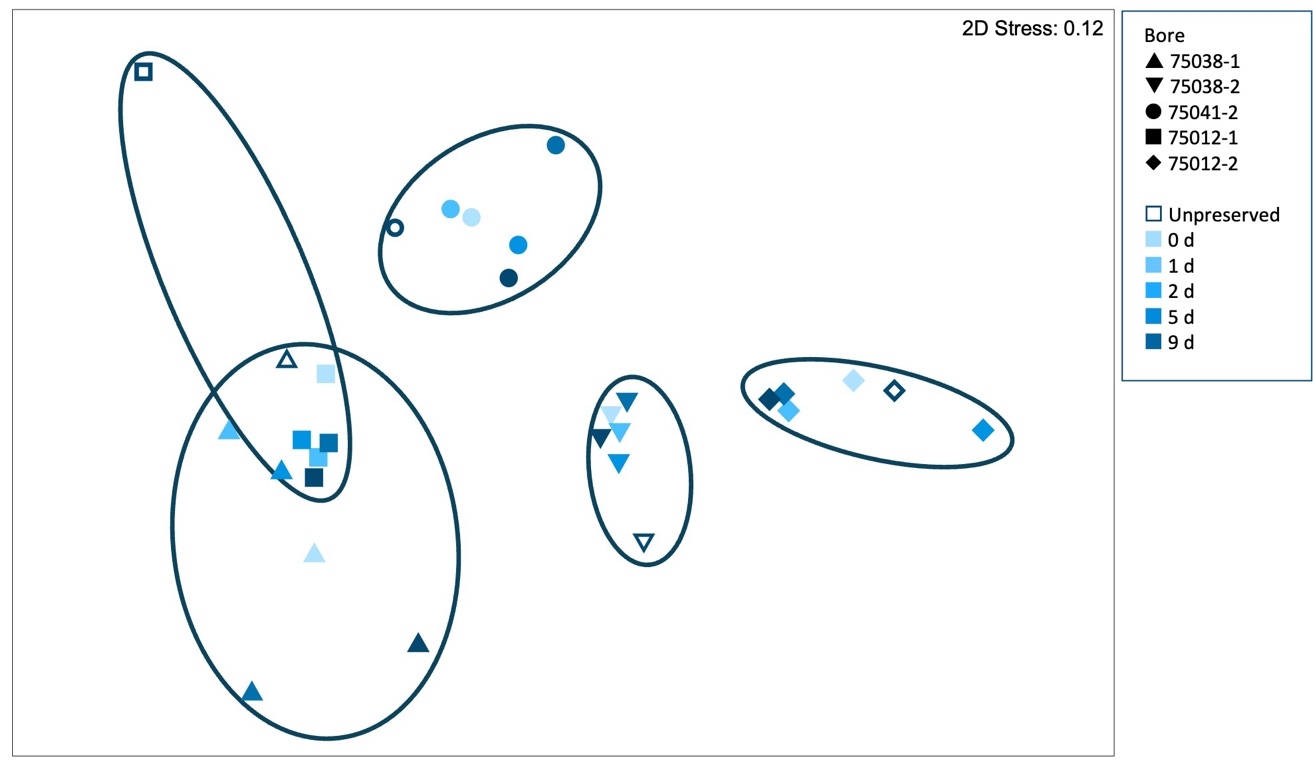 2D Stress: 0.12
Bore
75038-1
75038-2
75041-2
75012-1
75012-2
Unpreserved
0 d
1 d
2 d
5 d
9 d